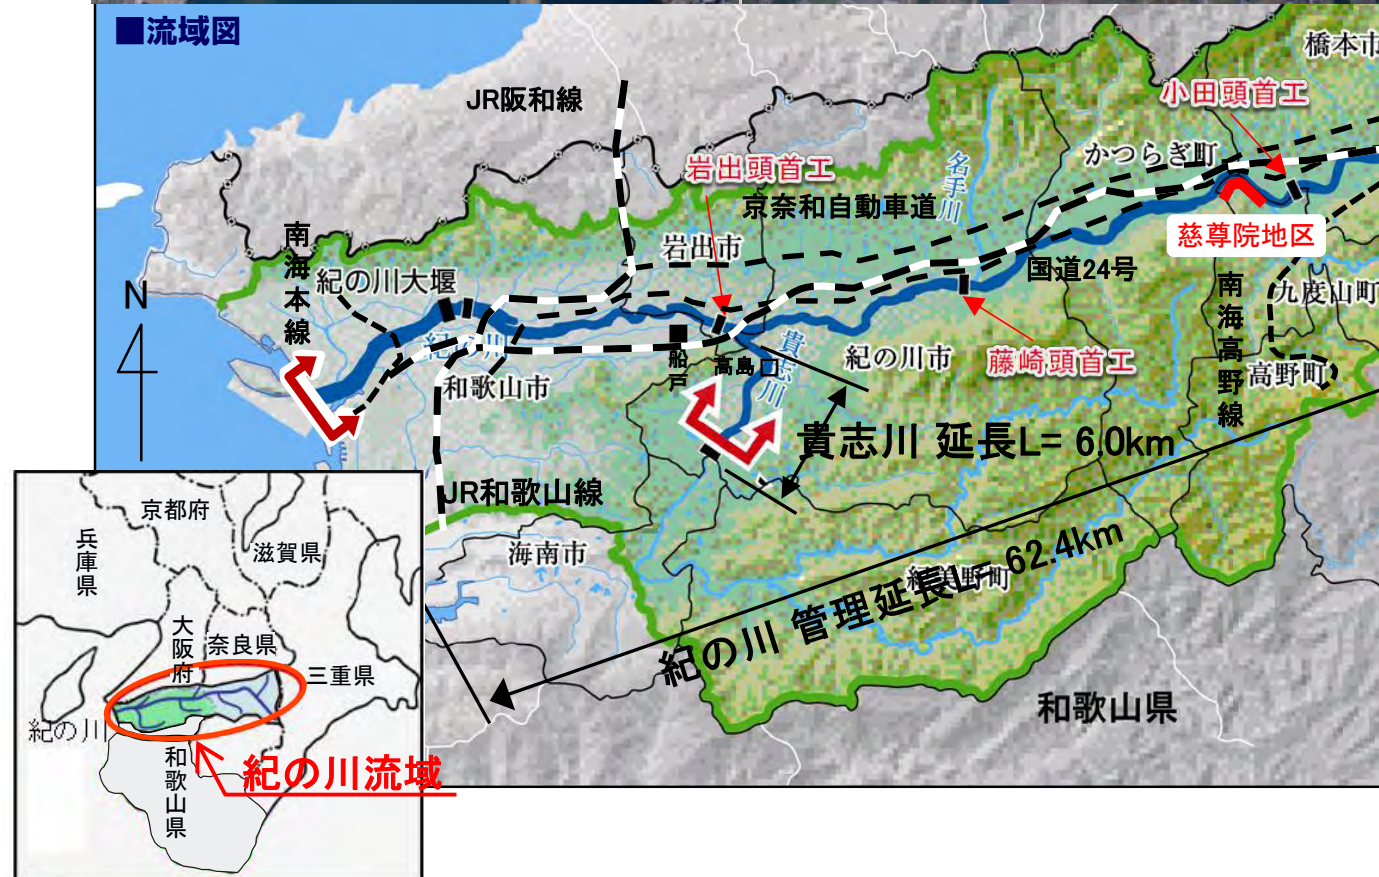 ■流域図
橋本市
小田頭首工
JR阪和線
かつらぎ町
岩出頭首工
名手川
京奈和自動車道
慈尊院地区
南海本線
岩出市
国道24号
紀の川大堰
南海高野線
九度山町
N
紀の川
船戸
高島
貴志川
紀の川市
藤崎頭首工
高野町
和歌山市
貴志川 延長L= 6.0km
JR和歌山線
海南市
紀美野町
紀の川 管理延長L= 62.4km
和歌山県
京都府
兵庫県
滋賀県
大阪府
奈良県
三重県
紀の川
和歌山県
紀の川流域